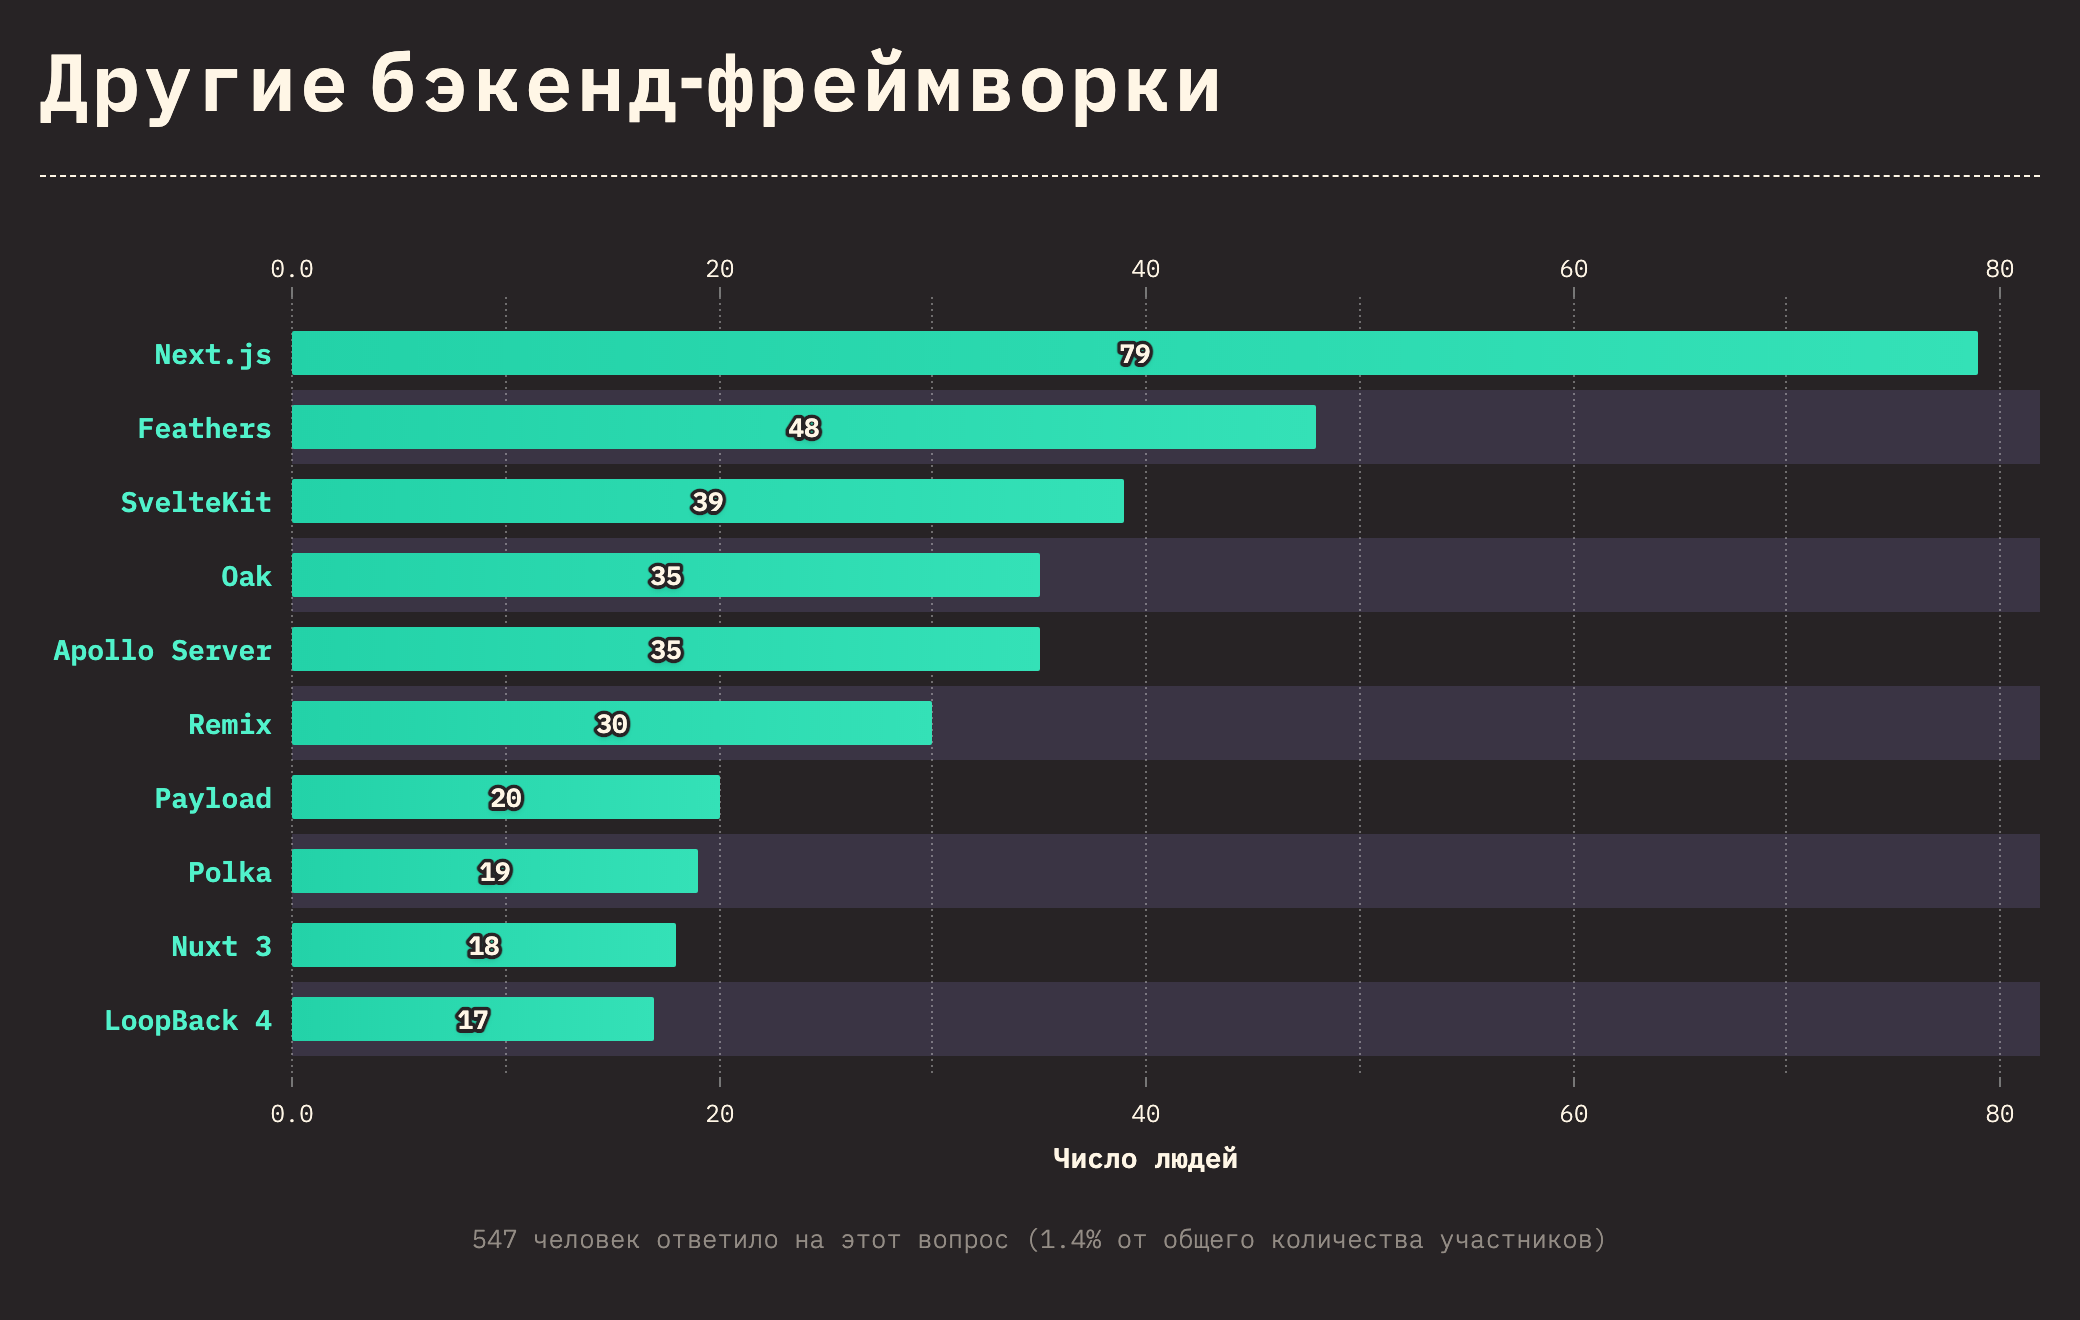 Другие бэкенд-фреймворки
0.0 20 40 60 80
Next.js 79
Feathers 48
SvelteKit 39
Oak 35
Apollo Server 35
Remix 30
Payload 20
Polka 19
Nuxt 3 18
LoopBack 4 17
0.0 20 40 60 80
Число людей
547 человек ответило на этот вопрос (1.4% от общего количества участников)